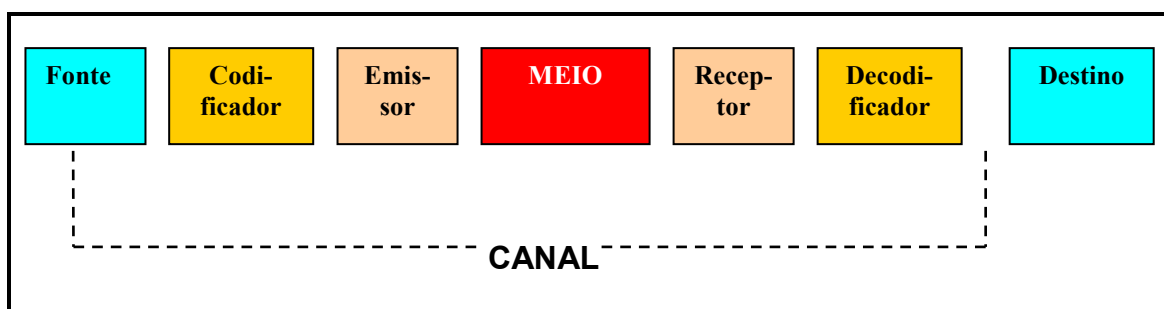 Fonte
Codi-
ficador
Emis-
sor
MEIO
Recep-
tor
Decodi-
ficador
Destino
CANAL